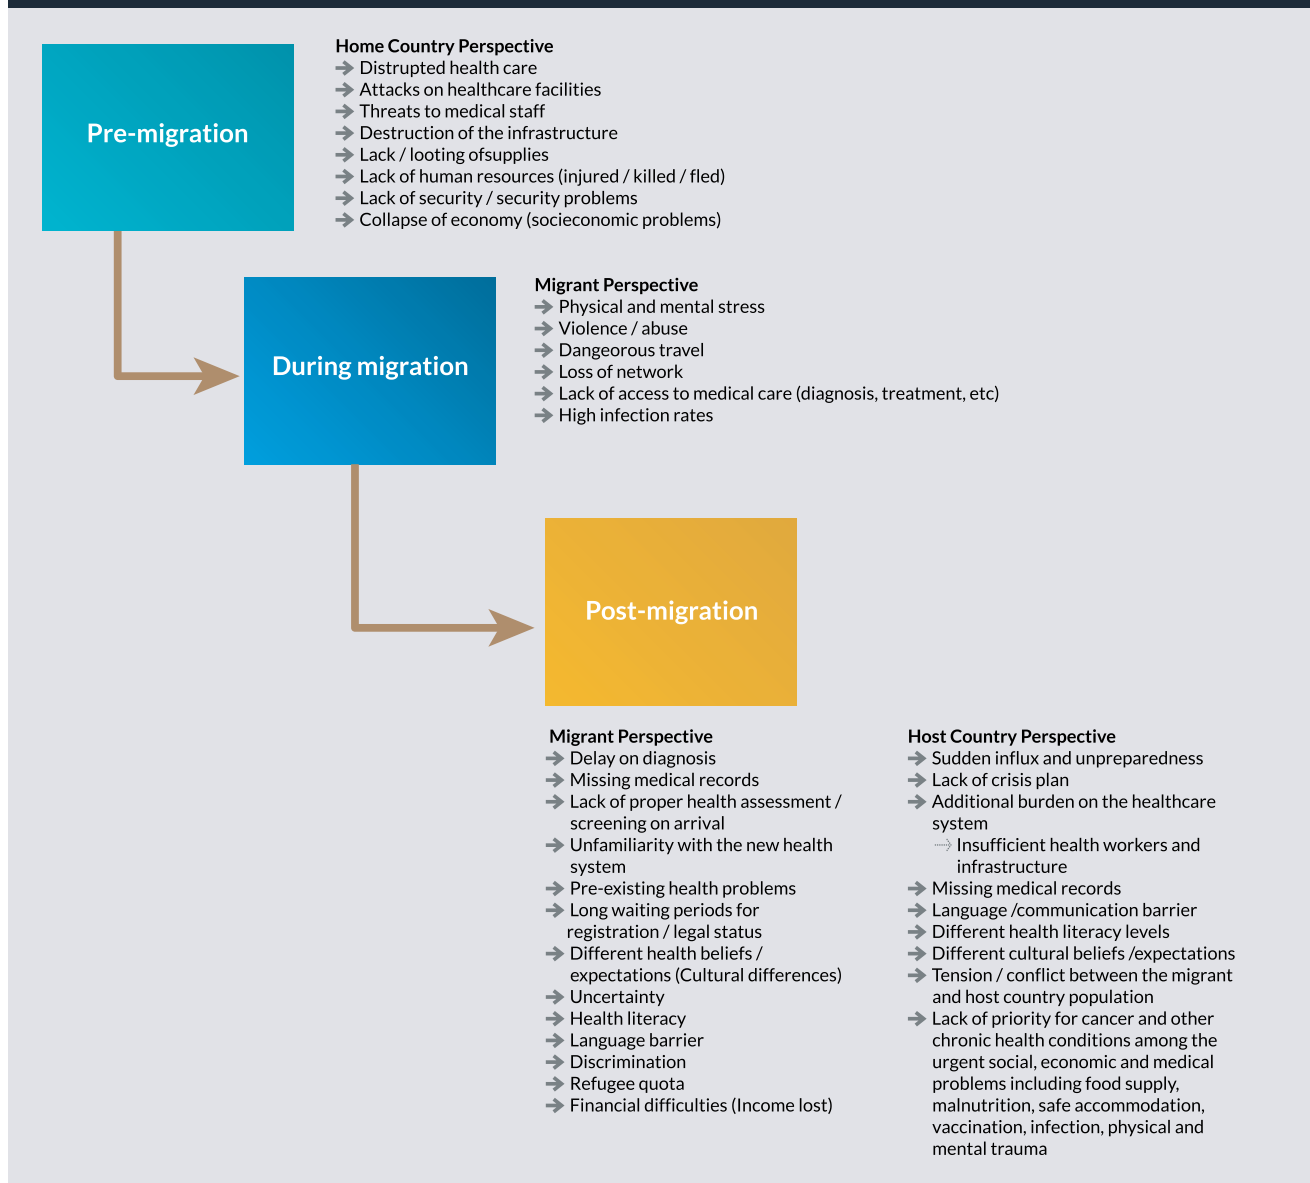 Pre-migration
Home Country Perspective
Distrupted health care
Attacks on healthcare facilities
Threats to medical staff
Destruction of the infrastructure
Lack / looting ofsupplies
Lack of human resources (injured / killed / fled)
Lack of security / security problems
Collapse of economy (socieconomic problems)
During migration
Migrant Perspective
Physical and mental stress
Violence / abuse
Dangeorous travel
Loss of network
Lack of access to medical care (diagnosis, treatment, etc)
High infection rates
Post-migration
Migrant Perspective
Delay on diagnosis
Missing medical records
Lack of proper health assessment /
screening on arrival
Unfamiliarity with the new health
system
Pre-existing health problems
Long waiting periods for
registration / legal status
Different health beliefs /
expectations (Cultural differences)
Uncertainty
Health literacy
Language barrier
Discrimination
Refugee quota
Financial difficulties (Income lost)
Host Country Perspective
Sudden influx and unpreparedness
Lack of crisis plan
Additional burden on the healthcare
system
Insufficient health workers and
infrastructure
Missing medical records
Language /communication barrier
Different health literacy levels
Different cultural beliefs /expectations
Tension / conflict between the migrant
and host country population
Lack of priority for cancer and other
chronic health conditions among the
urgent social, economic and medical
problems including food supply,
malnutrition, safe accommodation,
vaccination, infection, physical and
mental trauma